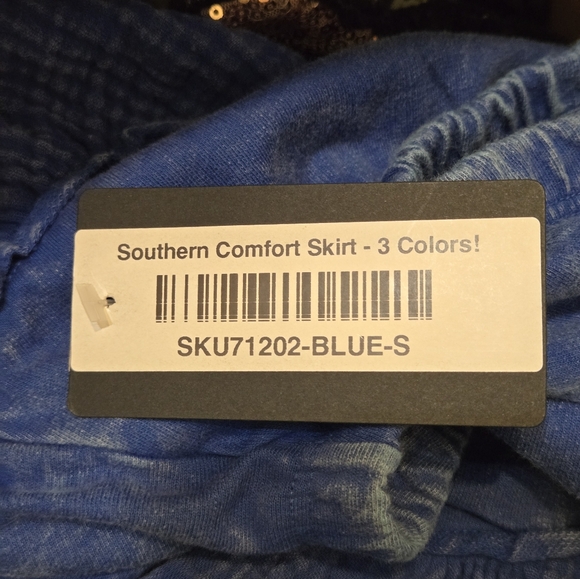 Southern Comfort Skirt - 3 Colors!
SKU71202-BLUE-S